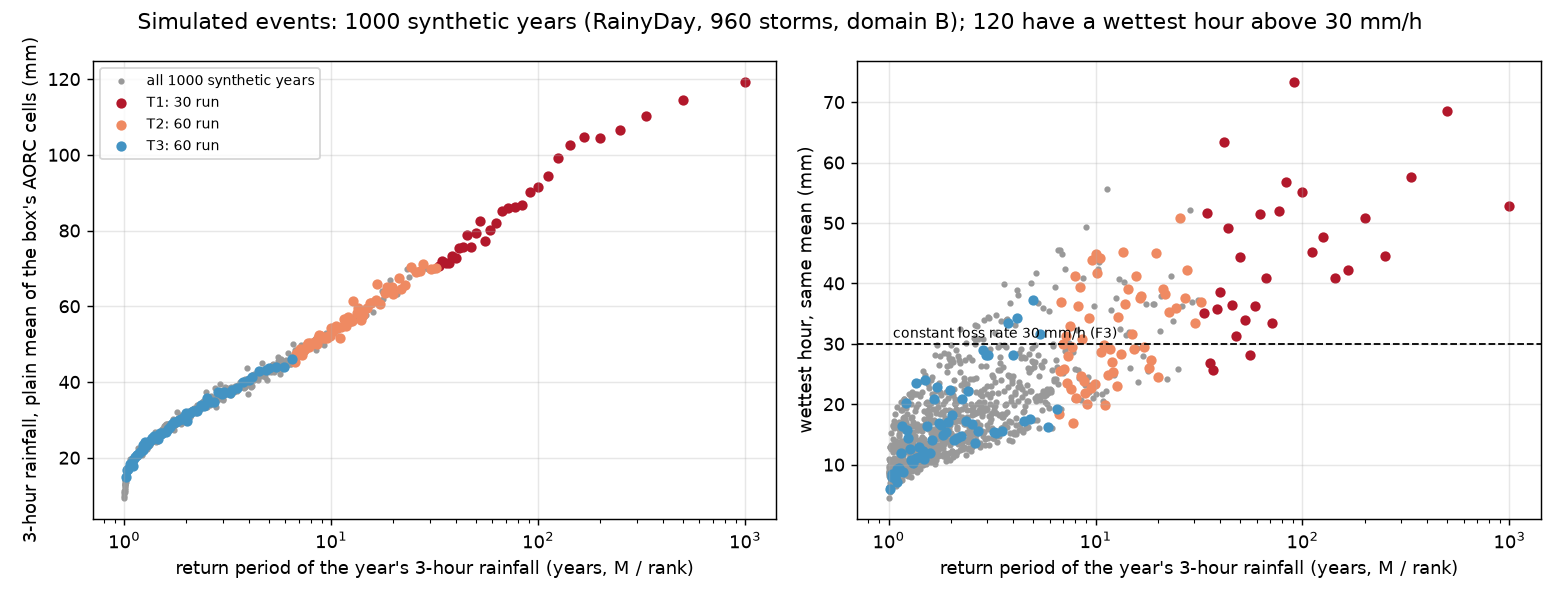 Simulated events: 1000 synthetic years (RainyDay, 960 storms, domain B); 120 have a wettest hour above 30 mm/h
3-hour rainfall, plain mean of the box's AORC cells (mm)
120
100
80
60
40
20
all 1000 synthetic years
T1: 30 run
T2: 60 run
T3: 60 run
10⁰
10¹
10²
10³
return period of the year's 3-hour rainfall (years, M / rank)
wettest hour, same mean (mm)
70
60
50
40
30
20
10
constant loss rate 30 mm/h (F3)
10⁰
10¹
10²
10³
return period of the year's 3-hour rainfall (years, M / rank)